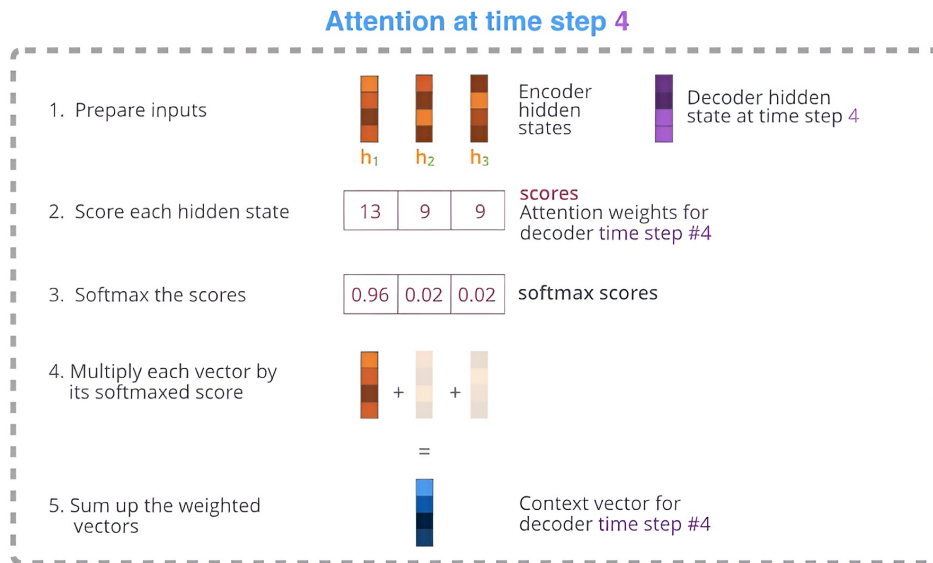 Attention at time step 4
1. Prepare inputs
Encoder
hidden
states
Decoder hidden
state at time step 4
h1 h2 h3
2. Score each hidden state
13 9 9
scores
Attention weights for
decoder time step #4
3. Softmax the scores
0.96 0.02 0.02
softmax scores
4. Multiply each vector by
its softmaxed score
+ +
=
5. Sum up the weighted
vectors
Context vector for
decoder time step #4